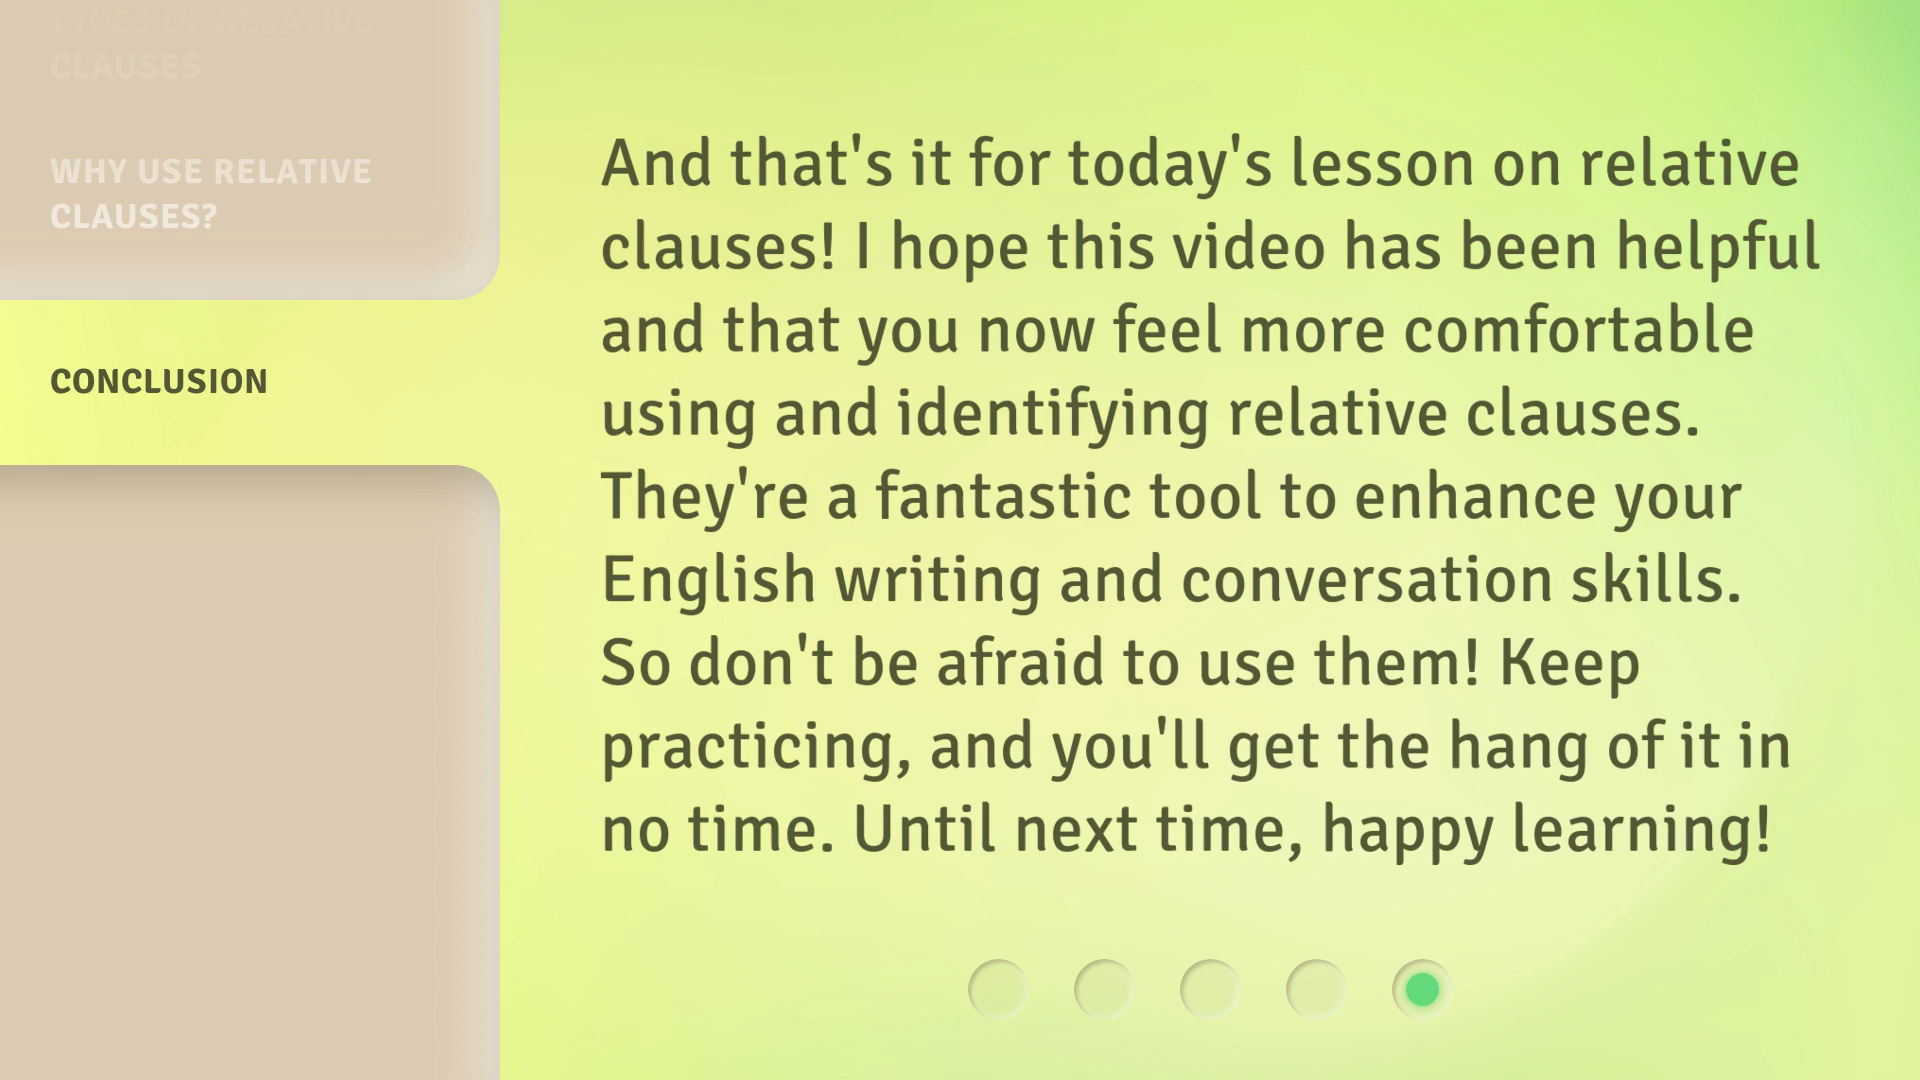 TYPES OF RELATIVE
CLAUSES
WHY USE RELATIVE
CLAUSES?
CONCLUSION
And that's it for today's lesson on relative
clauses! I hope this video has been helpful
and that you now feel more comfortable
using and identifying relative clauses.
They're a fantastic tool to enhance your
English writing and conversation skills.
So don't be afraid to use them! Keep
practicing, and you'll get the hang of it in
no time. Until next time, happy learning!